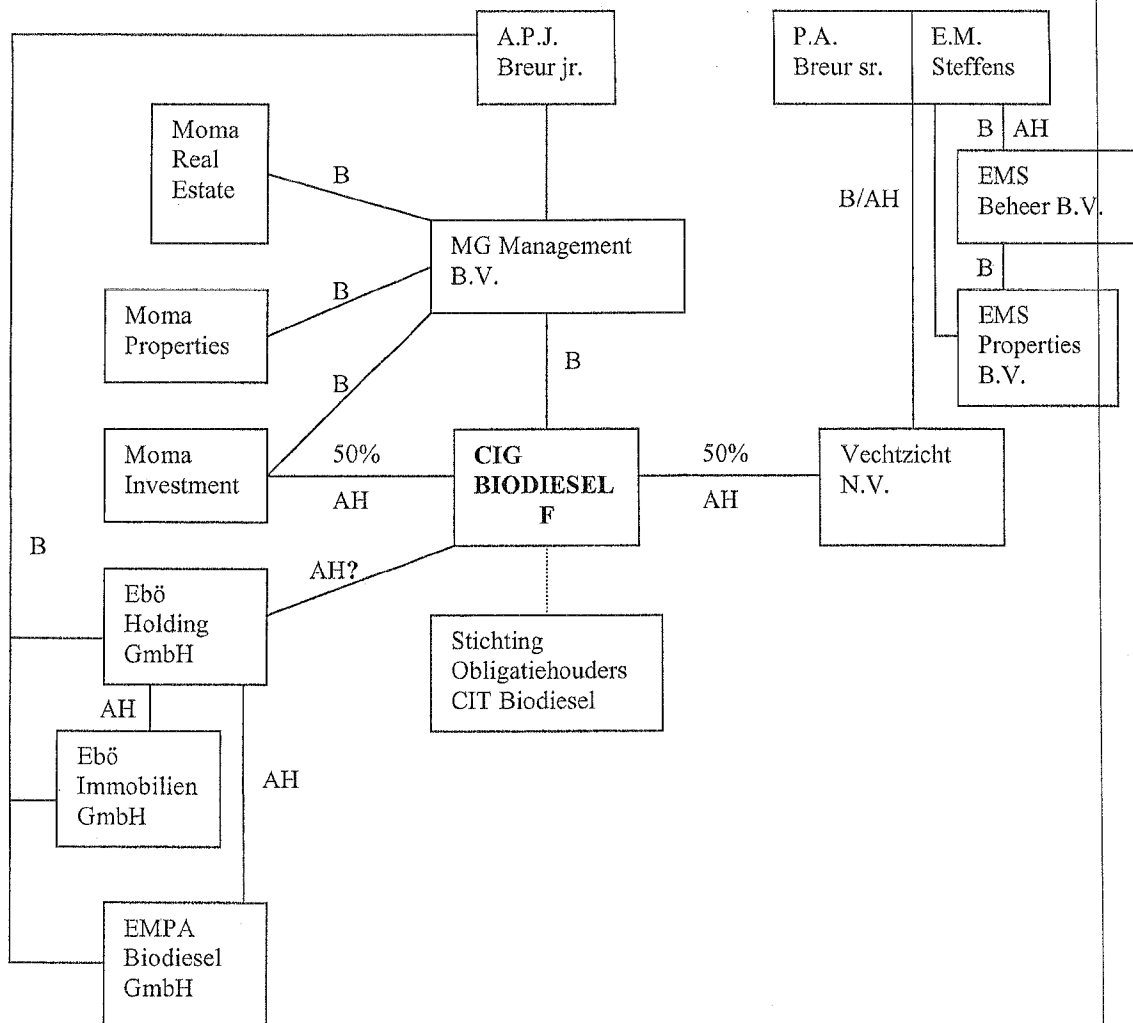 A.P.J.
Breur jr.
P.A.
Breur sr.
E.M.
Steffens
Moma
Real
Estate
B
B AH
EMS
Beheer B.V.
B/AH
MG Management
B.V.
B
Moma
Properties
B
EMS
Properties
B.V.
B
B
Moma
Investment
50%
AH
CIG
BIODIESEL
F
50%
AH
Vechtzicht
N.V.
B
AH?
Ebö
Holding
GmbH
Stichting
Obligatiehouders
CIT Biodiesel
AH
Ebö
Immobilien
GmbH
AH
EMPA
Biodiesel
GmbH